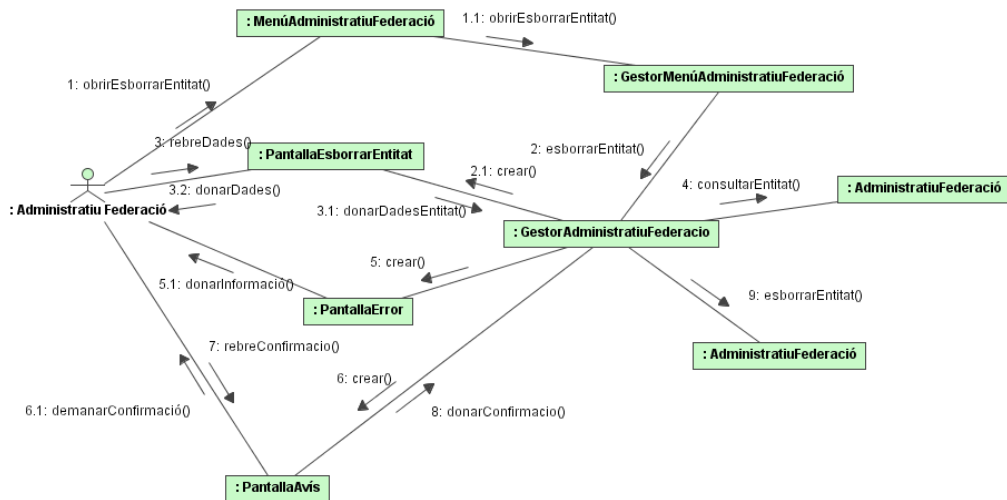 : MenúAdministratiuFederació
1.1: obrirEsborrarEntitat()
: GestorMenúAdministratiuFederació
1: obrirEsborrarEntitat()
3: rebreDades()
: PantallaEsborrarEntitat
2: esborrarEntitat()
2.1: crear()
4: consultarEntitat()
: AdministratiuFederació
3.2: donarDades()
: Administratiu Federació
3.1: donarDadesEntitat()
: GestorAdministratiuFederacio
5: crear()
5.1: donarInformació()
: PantallaError
9: esborrarEntitat()
7: rebreConfirmacio()
: AdministratiuFederació
6: crear()
6.1: demanarConfirmació()
8: donarConfirmacio()
: PantallaAvís